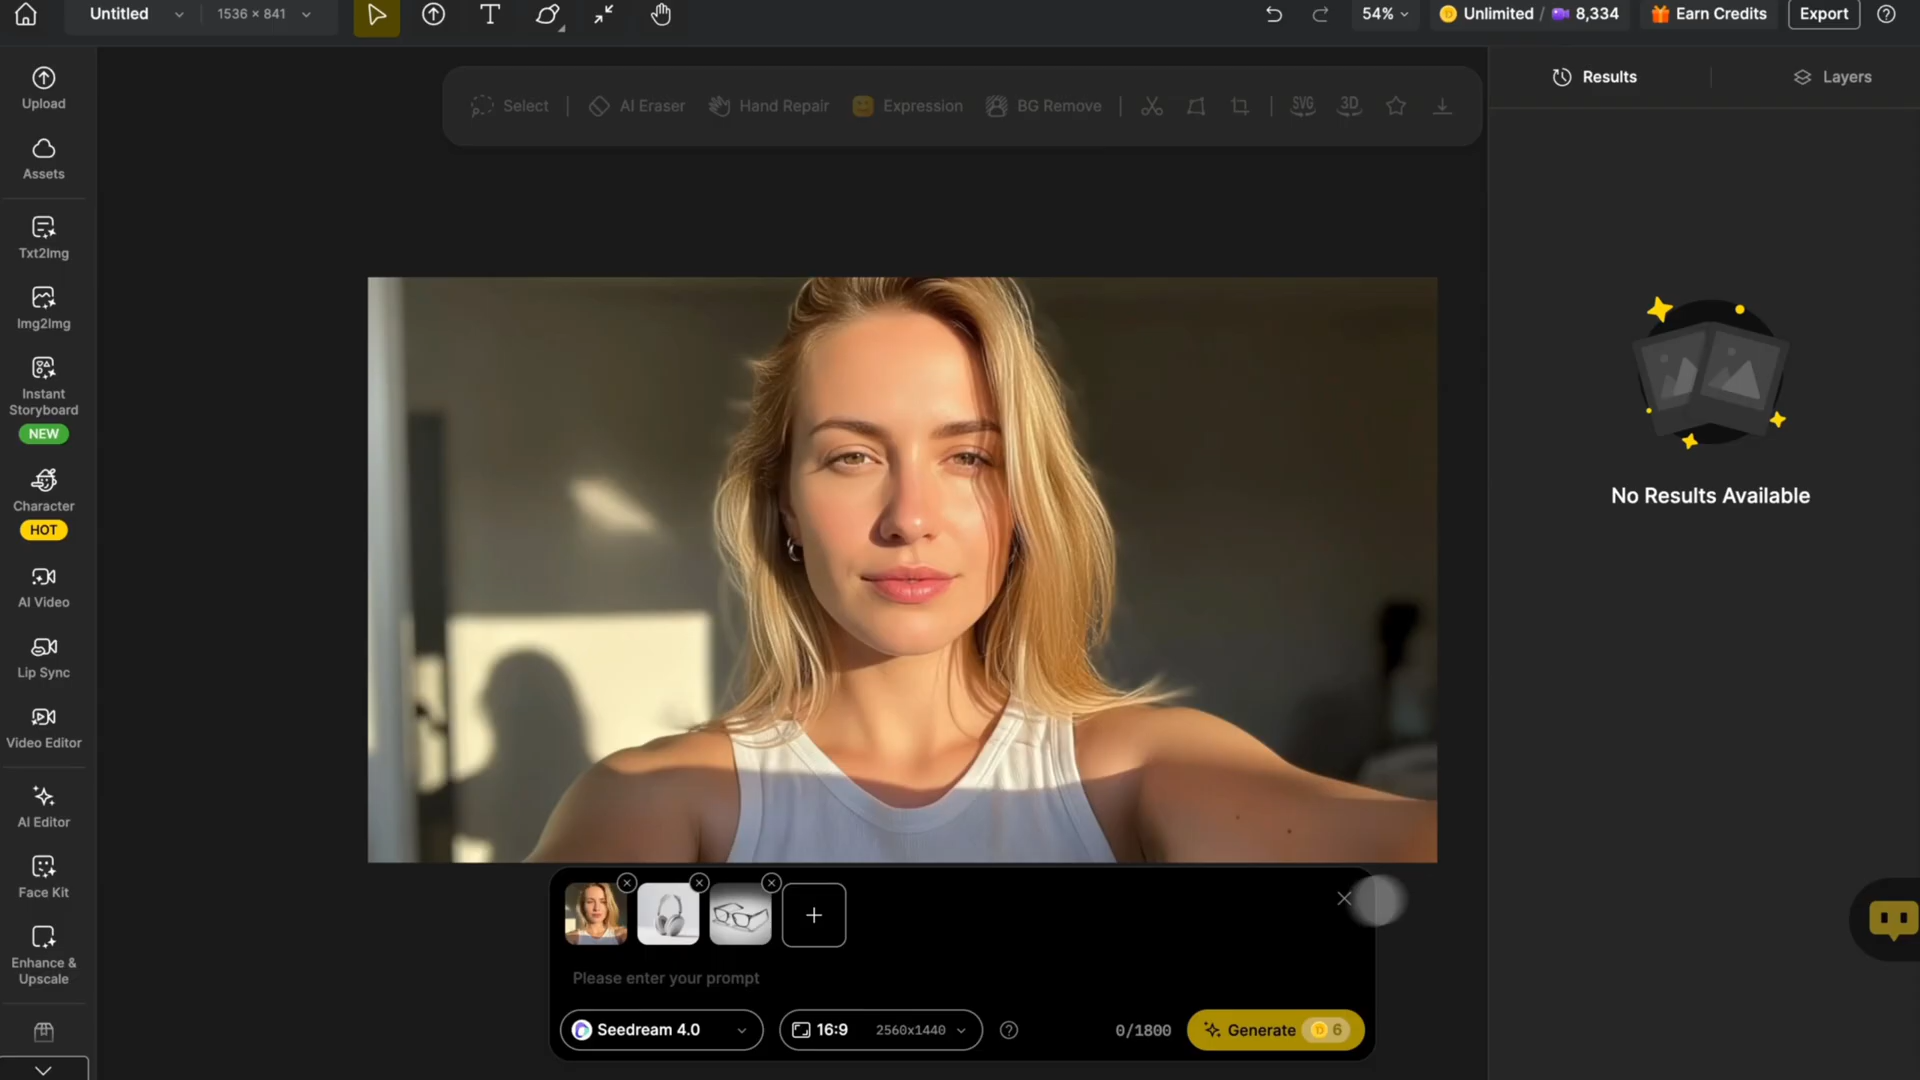 Untitled
1536 × 841
54%
Unlimited / 8,334
Earn Credits
Export
Upload
Assets
Txt2Img
Img2Img
Instant
Storyboard
NEW
Character
HOT
AI Video
Lip Sync
Video Editor
AI Editor
Face Kit
Enhance &
Upscale
Select
AI Eraser
Hand Repair
Expression
BG Remove
SVG
3D
Results
Layers
No Results Available
Please enter your prompt
Seedream 4.0
16:9 2560x1440
0/1800
Generate 6